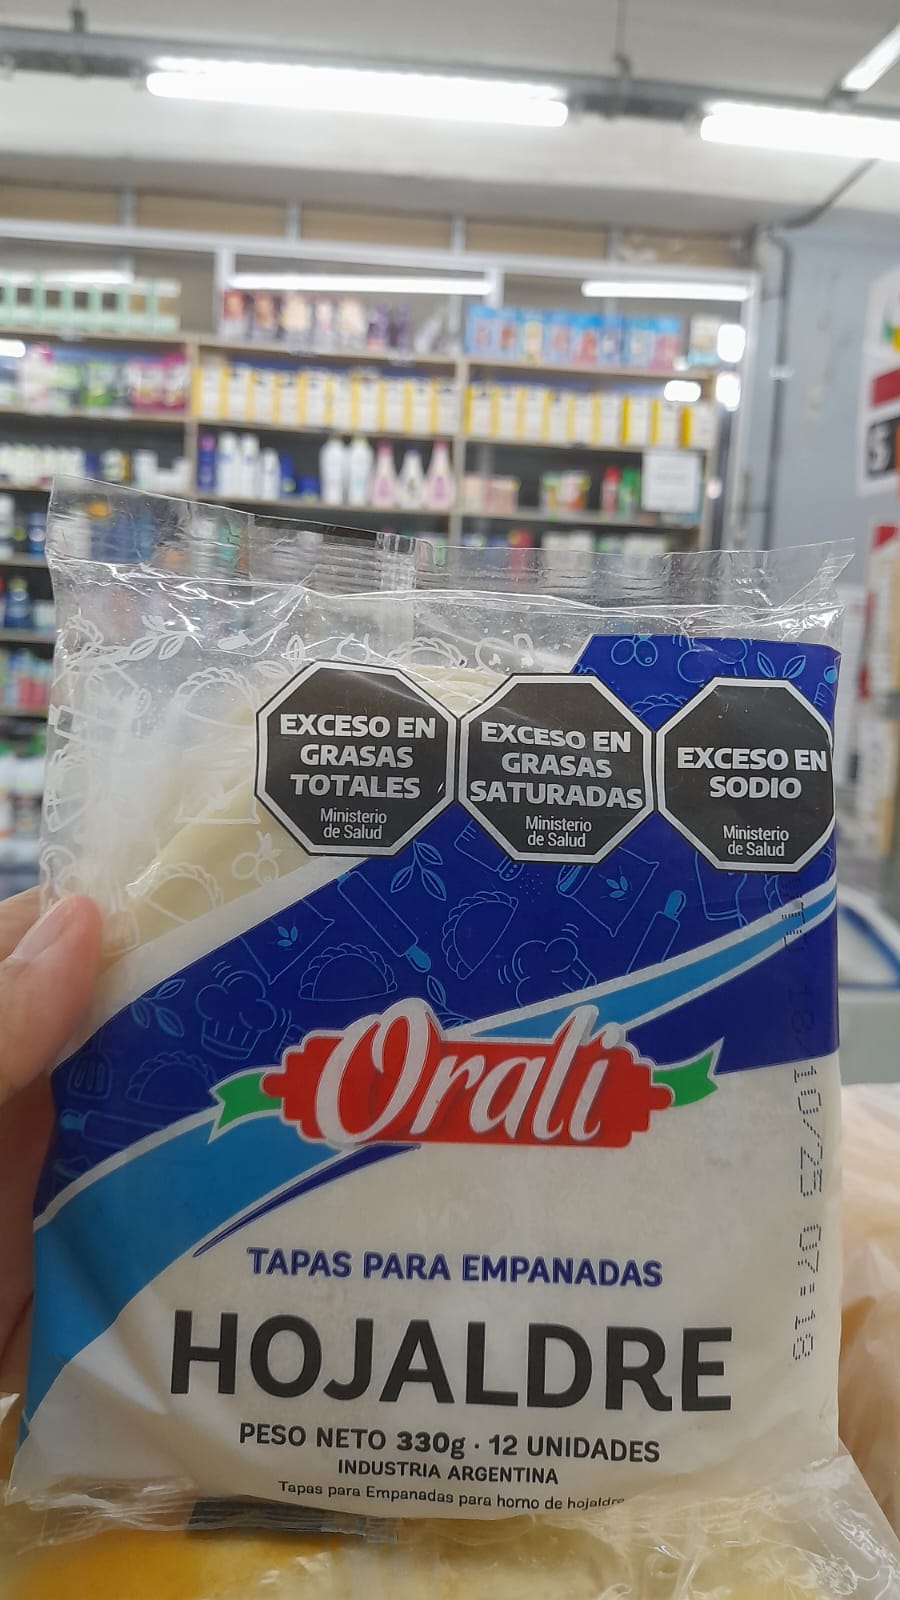 EXCESO EN
GRASAS
TOTALES
Ministerio
de Salud
EXCESO EN
GRASAS
SATURADAS
Ministerio
de Salud
EXCESO EN
SODIO
Ministerio
de Salud
Orali
TAPAS PARA EMPANADAS
HOJALDRE
PESO NETO 330g · 12 UNIDADES
INDUSTRIA ARGENTINA
Tapas para Empanadas para horno de hojaldre
18/10/25 07:18
5